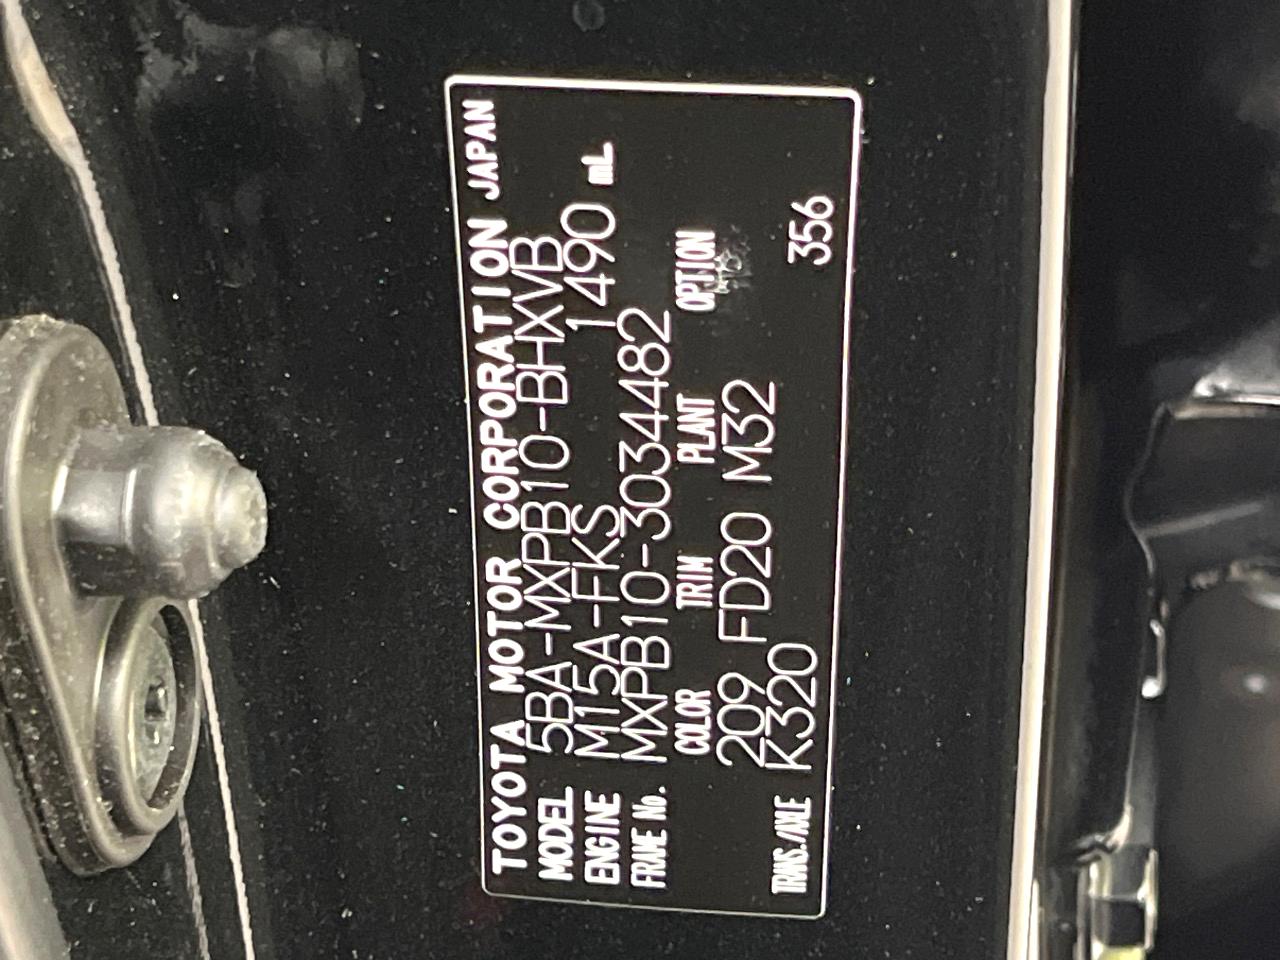 TOYOTA MOTOR CORPORATION JAPAN
MODEL 5BA-MXPB10-BHXVB
ENGINE M15A-FKS 1490 mL
FRAME No. MXPB10-3034482
COLOR TRIM PLANT OPTION
209 FD20 M32
TRANS./AXLE K320 356